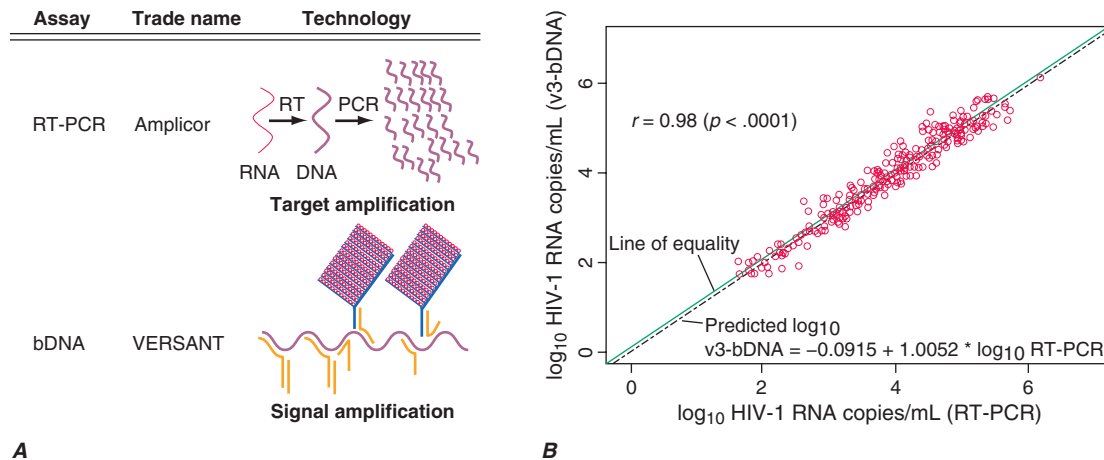 Assay Trade name Technology
RT-PCR Amplicor
RT PCR
RNA DNA
Target amplification
bDNA VERSANT
Signal amplification
A
log10 HIV-1 RNA copies/mL (v3-bDNA)
6
4
2
0
r = 0.98 (p < .0001)
Line of equality
Predicted log10
v3-bDNA = −0.0915 + 1.0052 * log10 RT-PCR
0 2 4 6
log10 HIV-1 RNA copies/mL (RT-PCR)
B